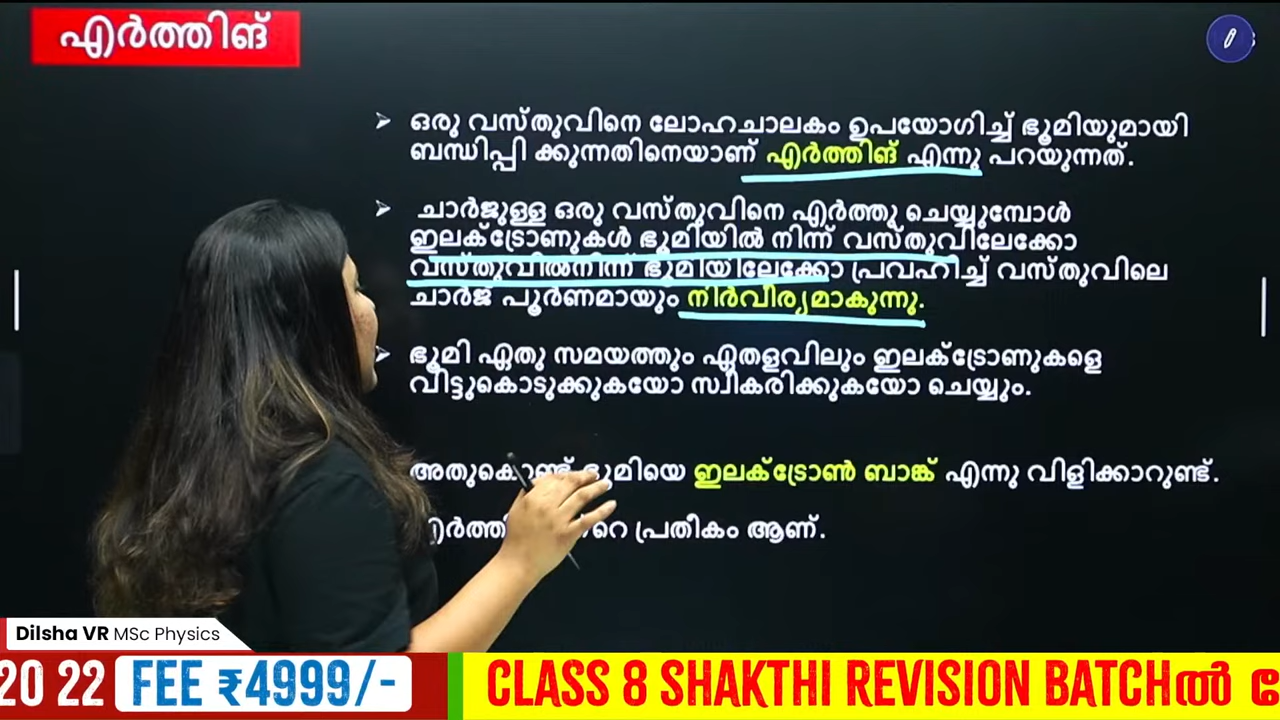 എർത്തിങ്
➢ ഒരു വസ്തുവിനെ ലോഹചാലകം ഉപയോഗിച്ച് ഭൂമിയുമായി
ബന്ധിപ്പി ക്കുന്നതിനെയാണ് എർത്തിങ് എന്നു പറയുന്നത്.
➢ ചാർജുള്ള ഒരു വസ്തുവിനെ എർത്തു ചെയ്യുമ്പോൾ
ഇലക്ട്രോണുകൾ ഭൂമിയിൽ നിന്ന് വസ്തുവിലേക്കോ
വസ്തുവിൽനിന്ന് ഭൂമിയിലേക്കോ പ്രവഹിച്ച് വസ്തുവിലെ
ചാർജ് പൂർണമായും നിർവീര്യമാകുന്നു.
➢ ഭൂമി ഏതു സമയത്തും ഏതളവിലും ഇലക്ട്രോണുകളെ
വിട്ടുകൊടുക്കുകയോ സ്വീകരിക്കുകയോ ചെയ്യും.
അതുകൊണ്ട് ഭൂമിയെ ഇലക്ട്രോൺ ബാങ്ക് എന്നു വിളിക്കാറുണ്ട്.
പ്രതീകം ആണ്.
Dilsha VR MSc Physics
20 22 FEE ₹4999/- CLASS 8 SHAKTHI REVISION BATCHൽ